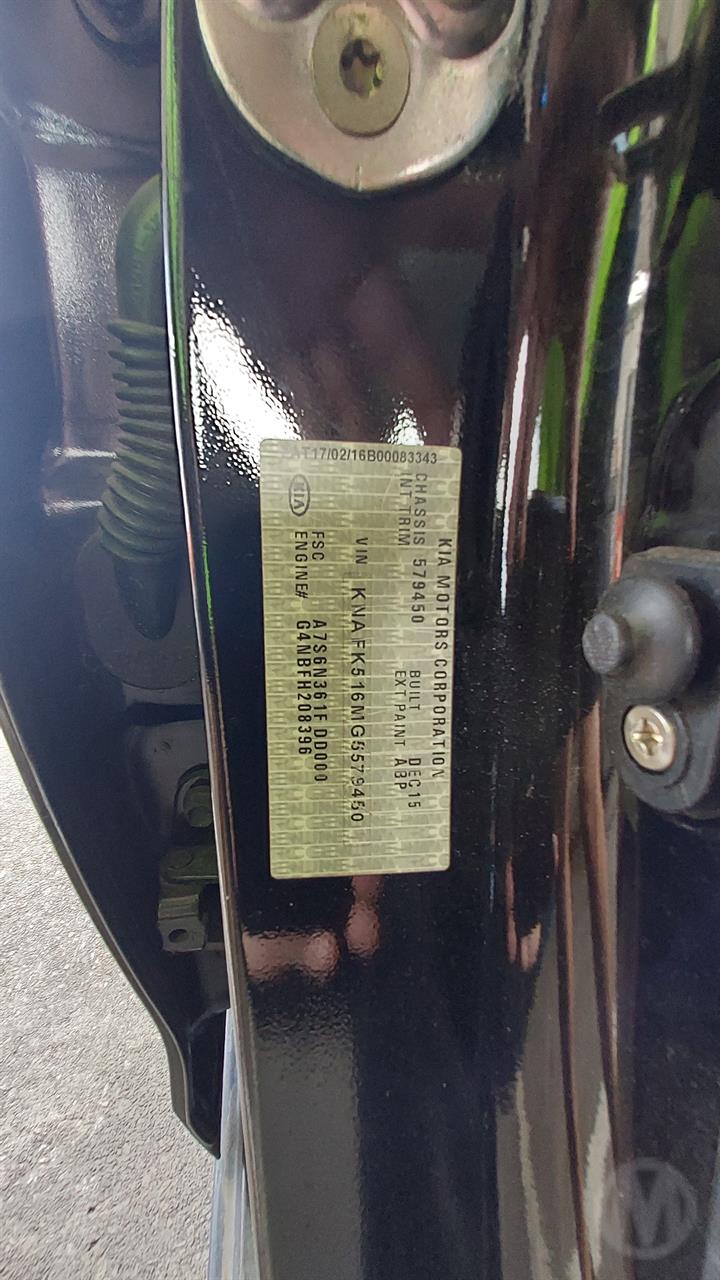 KIA MOTORS CORPORATION
CHASSIS 579450 BUILT DEC15
INT TRIM EXT PAINT ABP
VIN KNAFK516MG5579450
FSC A7S6N361F DD000
ENGINE# G4NBFH208396
KIA
AT17/02/16B00083343
M